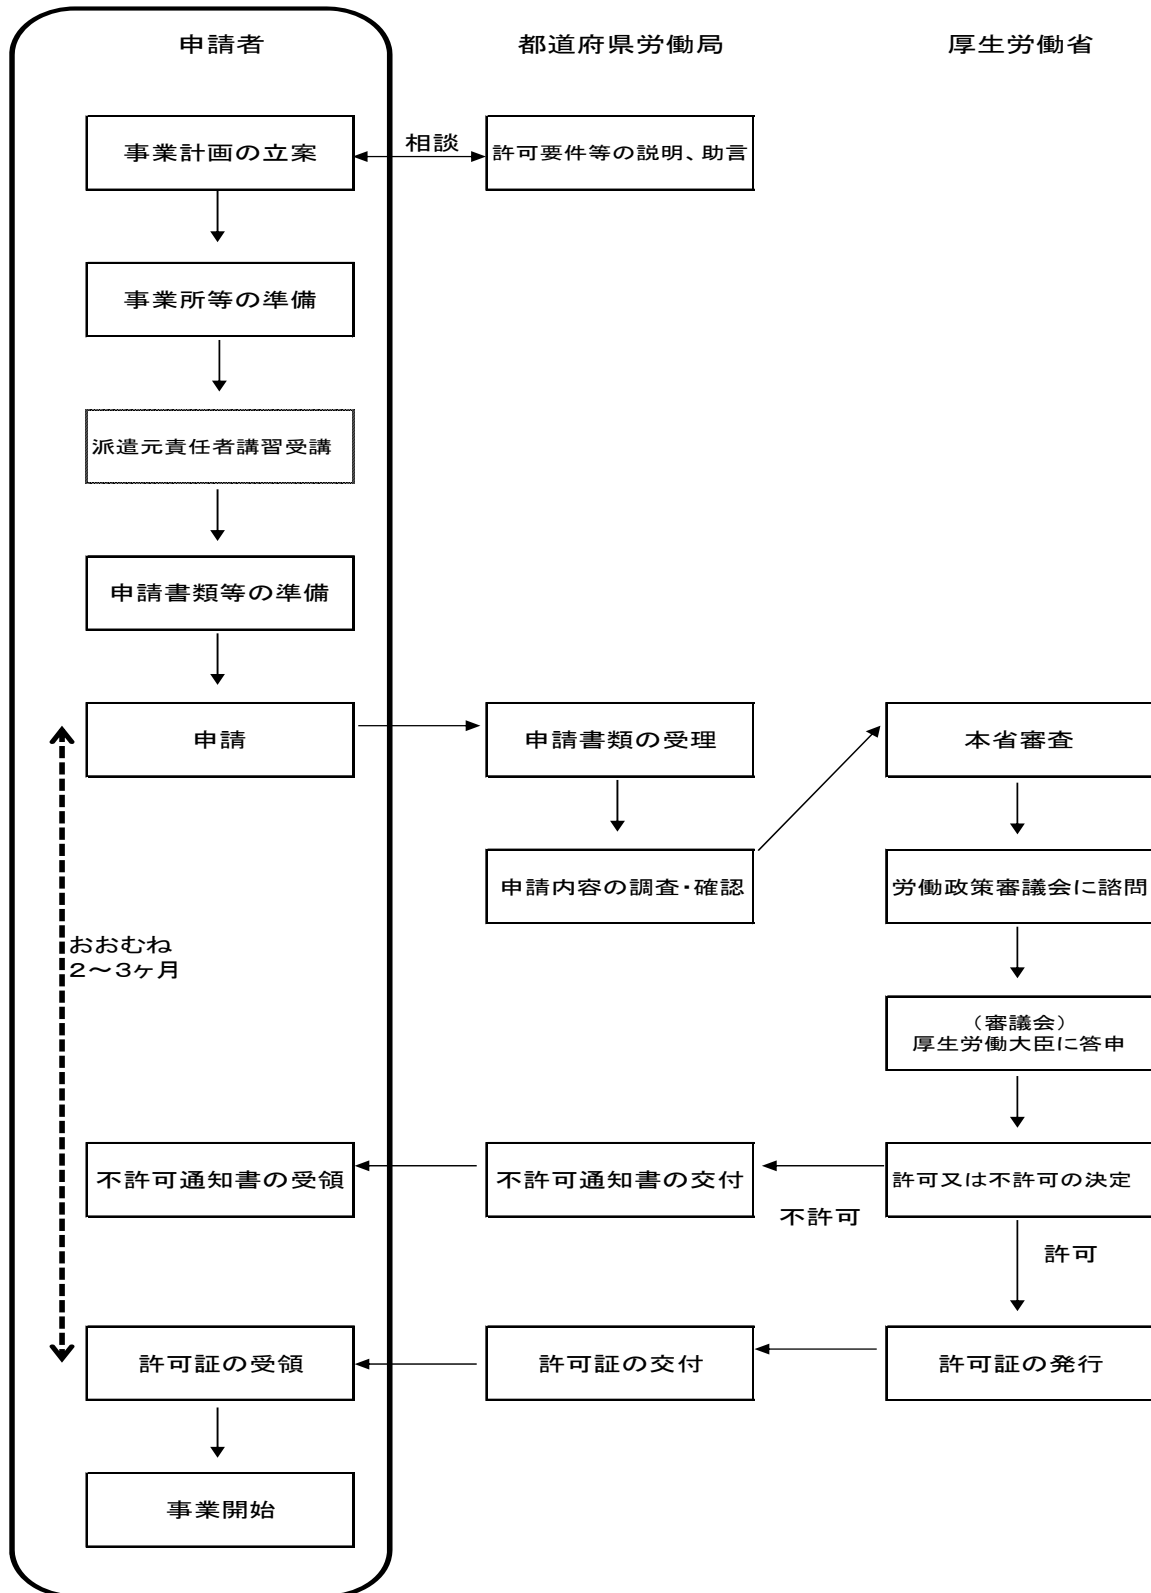 申請者
都道府県労働局
厚生労働省
事業計画の立案
相談
許可要件等の説明、助言
事業所等の準備
派遣元責任者講習受講
申請書類等の準備
申請
申請書類の受理
本省審査
申請内容の調査・確認
労働政策審議会に諮問
おおむね
2～3ヶ月
（審議会）
厚生労働大臣に答申
不許可通知書の受領
不許可通知書の交付
許可又は不許可の決定
不許可
許可
許可証の受領
許可証の交付
許可証の発行
事業開始